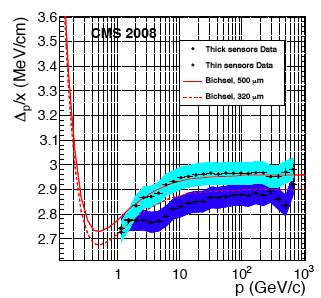 CMS 2008
Thick sensors Data
Thin sensors Data
Bichsel, 500 μm
Bichsel, 320 μm
Δp/x (MeV/cm)
3.6
3.5
3.4
3.3
3.2
3.1
3
2.9
2.8
2.7
1
10
10²
10³
p (GeV/c)